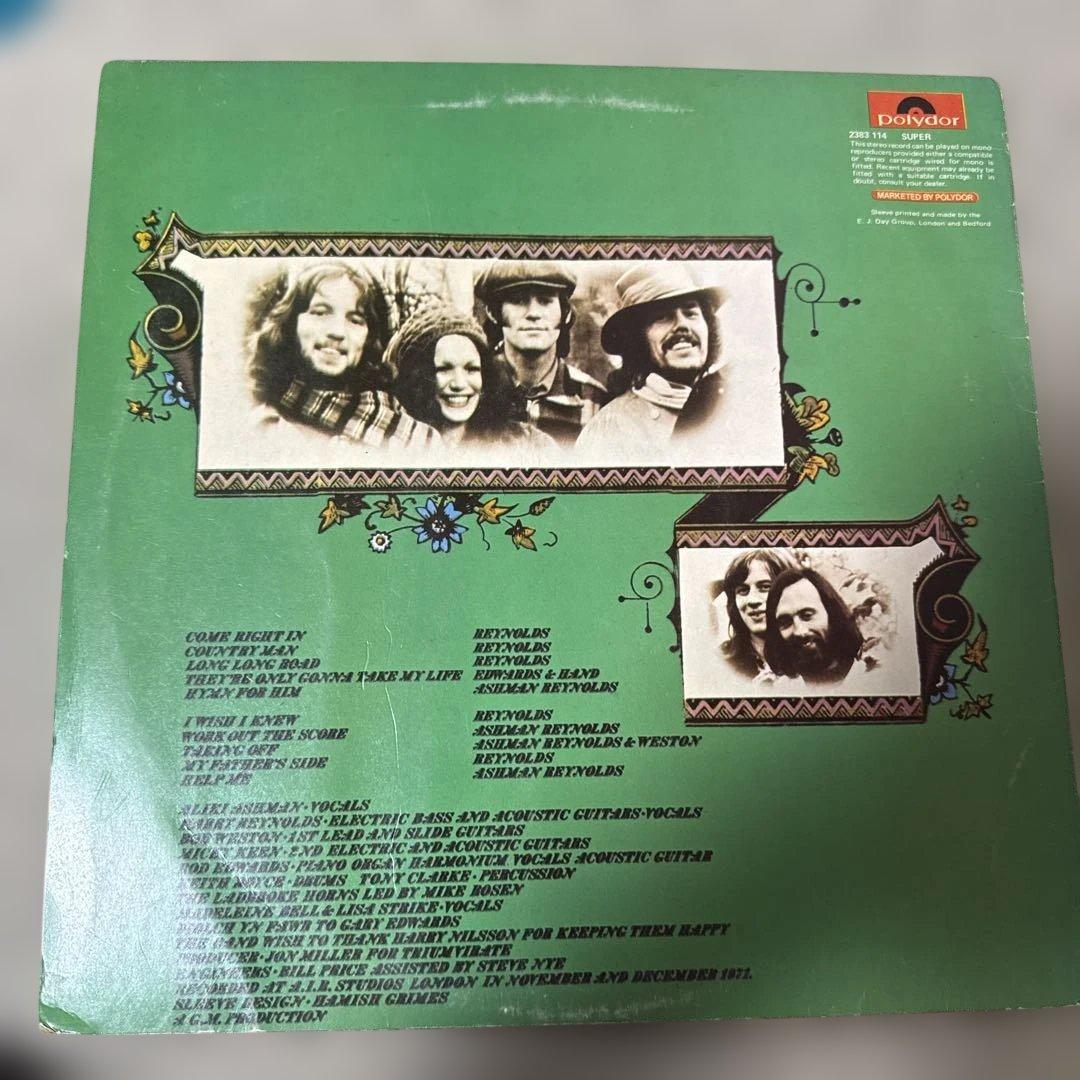 polydor
2383 114 SUPER
This stereo record can be played on mono
reproducers provided either a compatible
or stereo cartridge wired for mono is
fitted. Recent equipment may already be
fitted with a suitable cartridge. If in
doubt, consult your dealer.
MARKETED BY POLYDOR
Sleeve printed and made by the
E. J. Day Group, London and Bedford
COME RIGHT IN REYNOLDS
COUNTRY MAN REYNOLDS
LONG LONG ROAD REYNOLDS
THEY'RE ONLY GONNA TAKE MY LIFE EDWARDS & HAND
HYMN FOR HIM ASHMAN REYNOLDS
I WISH I KNEW REYNOLDS
WORK OUT THE SCORE ASHMAN REYNOLDS
TAKING OFF ASHMAN REYNOLDS & WESTON
MY FATHER'S SIDE REYNOLDS
HELP ME ASHMAN REYNOLDS
ALIKI ASHMAN·VOCALS
HARRY REYNOLDS·ELECTRIC BASS AND ACOUSTIC GUITARS·VOCALS
BOB WESTON·1ST LEAD AND SLIDE GUITARS
MICKY KEEN·2ND ELECTRIC AND ACOUSTIC GUITARS
ROD EDWARDS·PIANO ORGAN HARMONIUM VOCALS ACOUSTIC GUITAR
KEITH BOYCE·DRUMS TONY CLARKE·PERCUSSION
THE LADBROKE HORNS LED BY MIKE ROSEN
MADELEINE BELL & LISA STRIKE·VOCALS
DIOLCH YN FAWR TO GARY EDWARDS
THE BAND WISH TO THANK HARRY NILSSON FOR KEEPING THEM HAPPY
PRODUCER·JON MILLER FOR TRIUMVIRATE
ENGINEERS·BILL PRICE ASSISTED BY STEVE NYE
RECORDED AT A.I.R. STUDIOS LONDON IN NOVEMBER AND DECEMBER 1971.
SLEEVE DESIGN·HAMISH GRIMES
A G.M. PRODUCTION